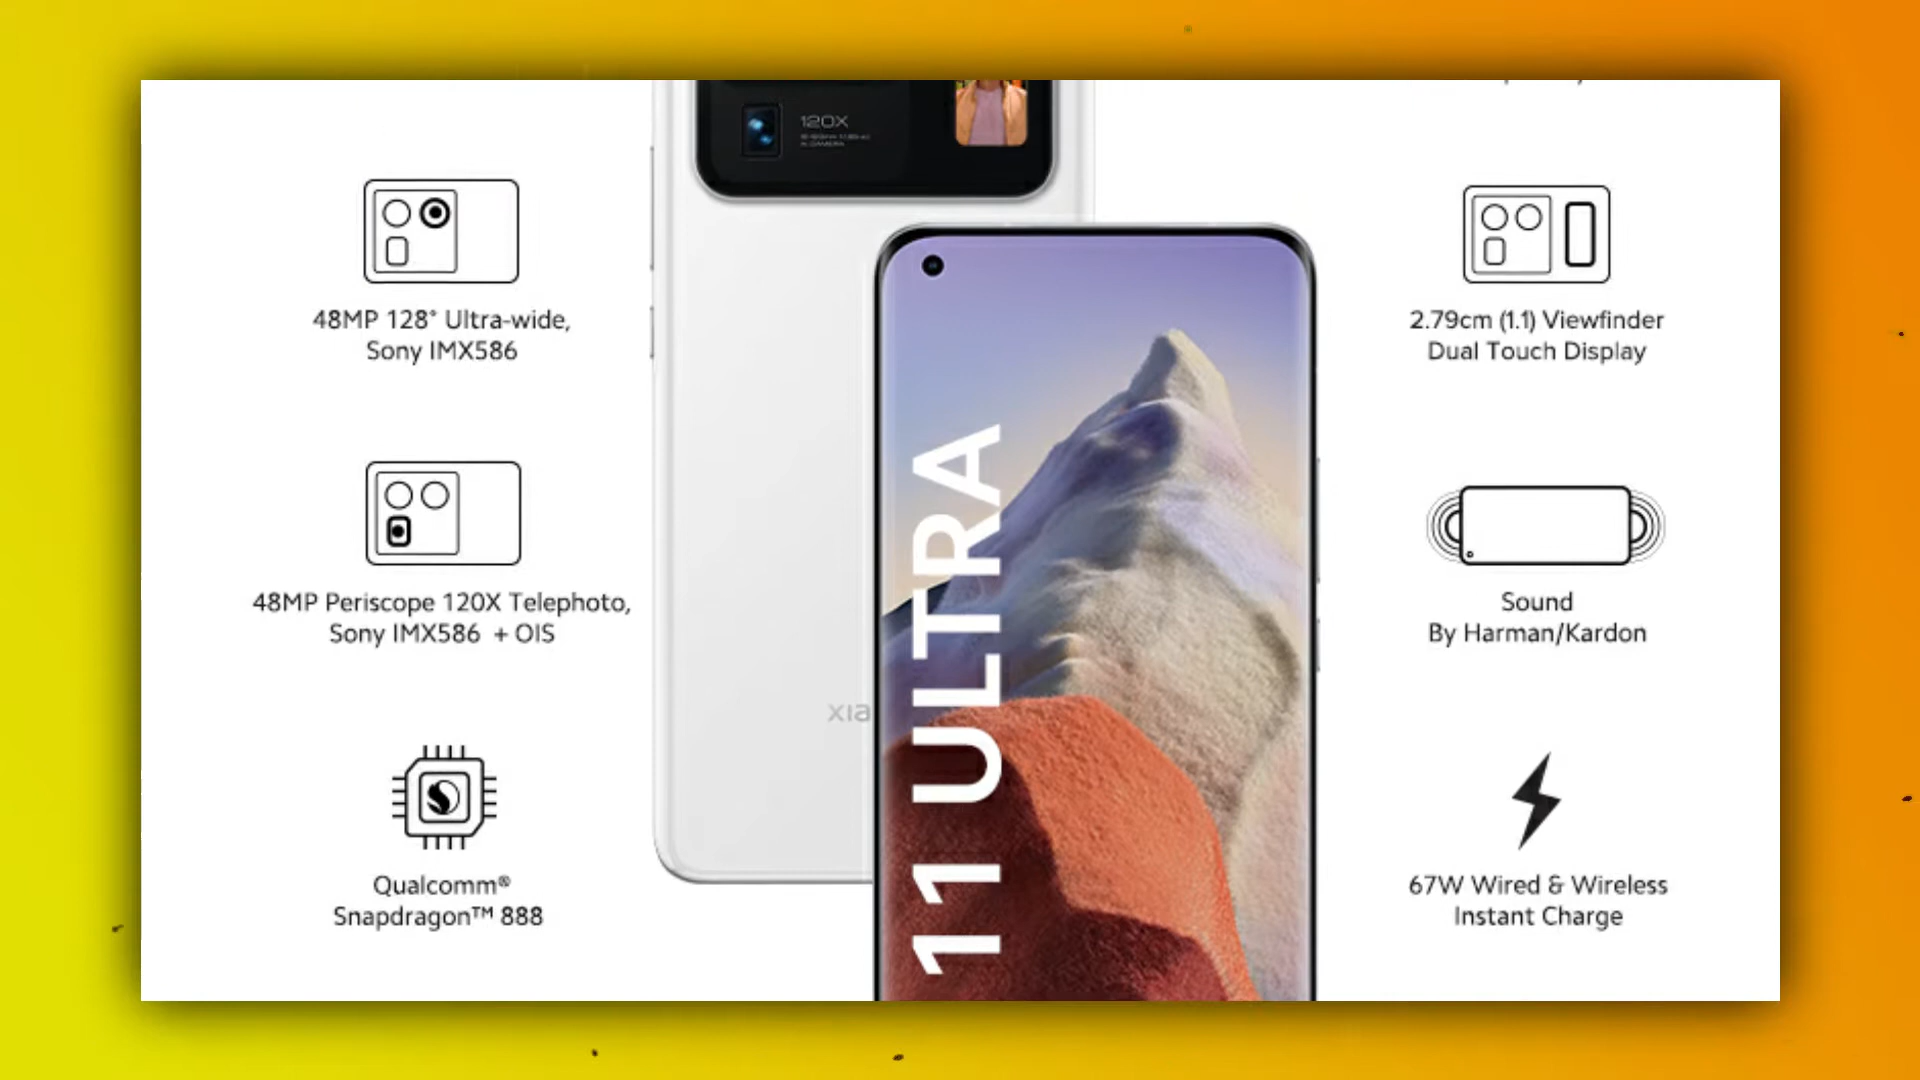 120X
48MP 128° Ultra-wide,
Sony IMX586
2.79cm (1.1) Viewfinder
Dual Touch Display
48MP Periscope 120X Telephoto,
Sony IMX586 + OIS
Sound
By Harman/Kardon
XIA
11 ULTRA
Qualcomm®
Snapdragon™ 888
67W Wired & Wireless
Instant Charge